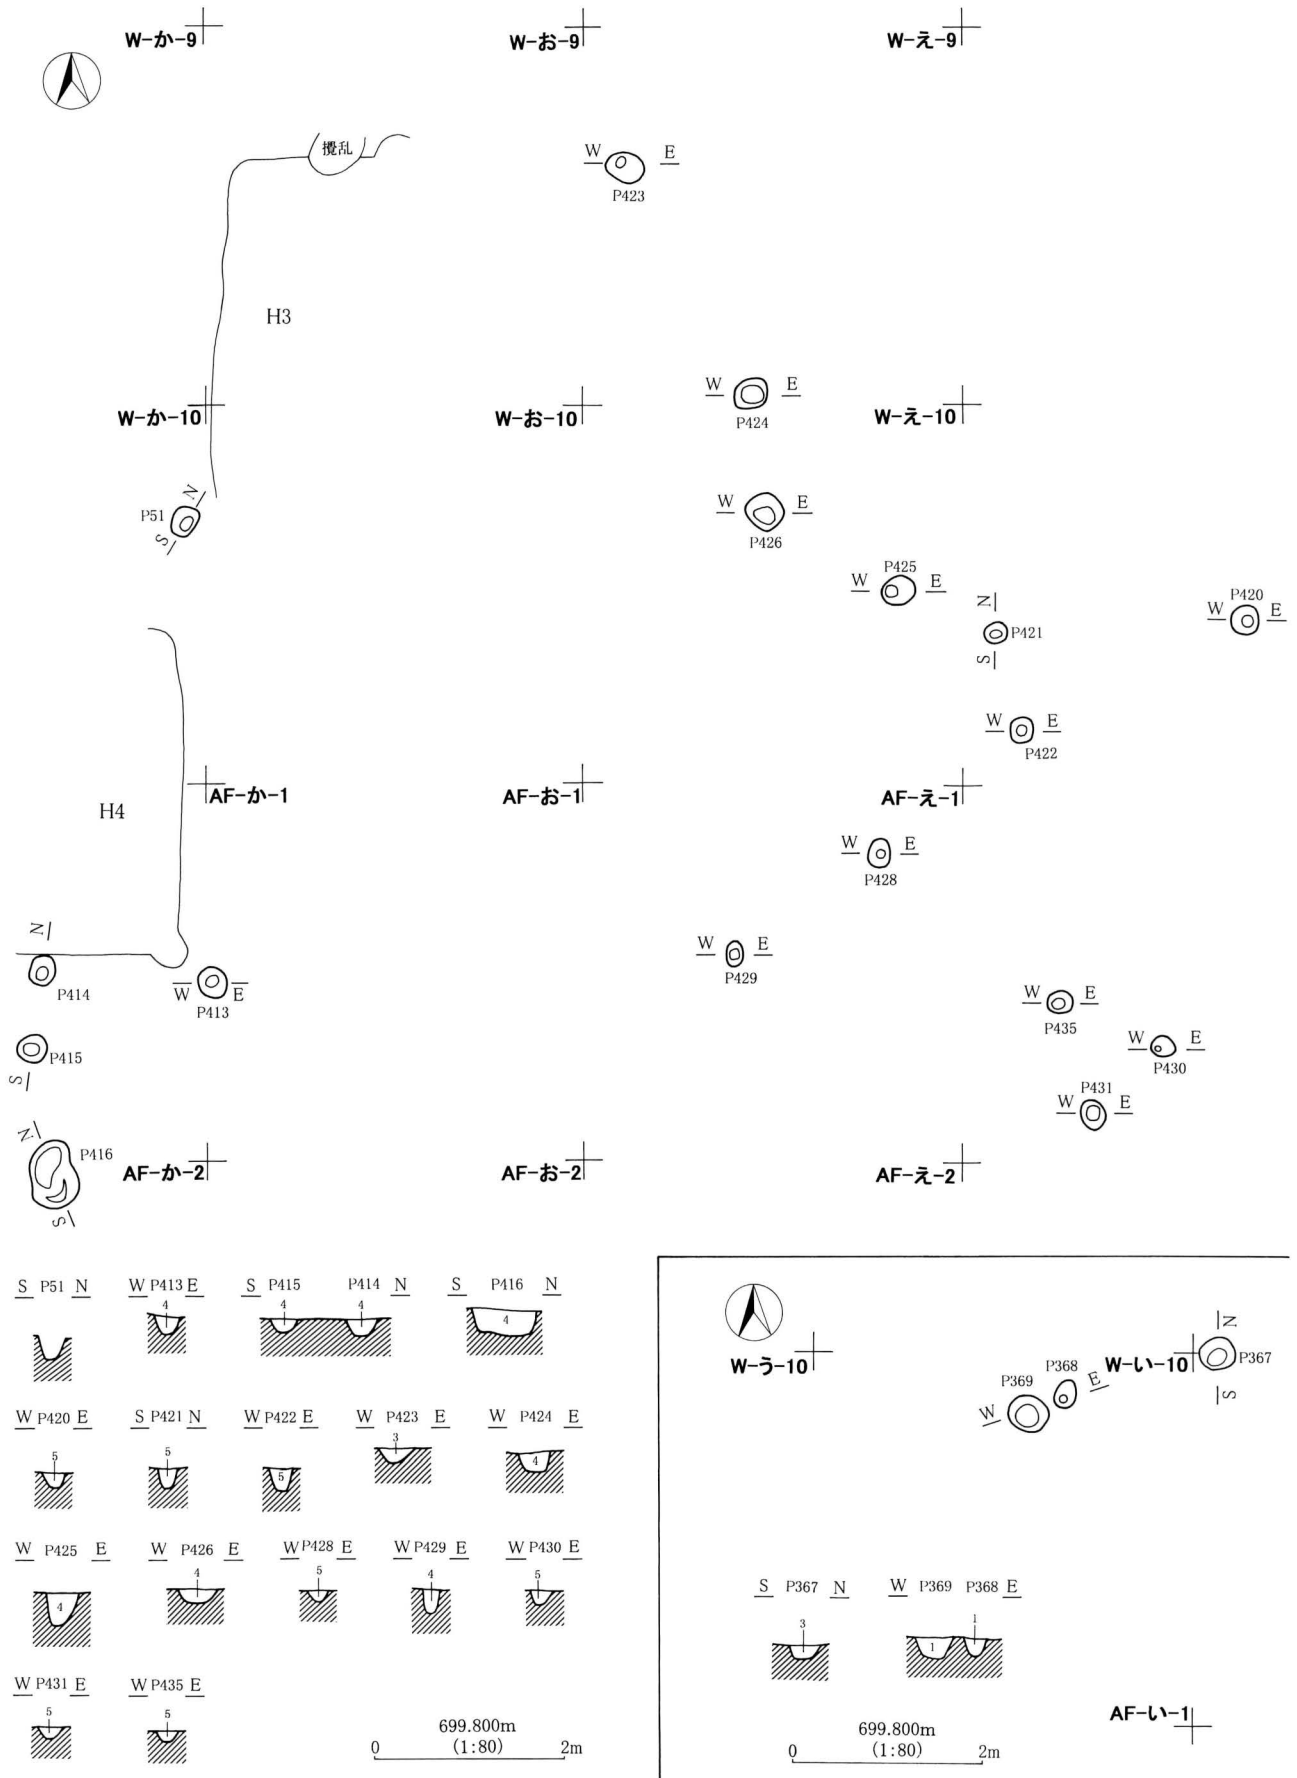 W-か-9
W-お-9
W-え-9
攪乱
W E
P423
H3
W E
P424
W-か-10
W-お-10
W-え-10
N
P51
S
W E
P426
P425
W E
N
P421
S
P420
W E
W E
P422
AF-か-1
AF-お-1
AF-え-1
H4
W E
P428
N
P414
W E
P413
W E
P429
W E
P435
P415
S
W E
P430
P431
W E
N
P416
S
AF-か-2
AF-お-2
AF-え-2
S P51 N
W P413 E
4
S P415 P414 N
4 4
S P416 N
4
W P420 E
5
S P421 N
5
W P422 E
5
W P423 E
3
W P424 E
4
W P425 E
4
W P426 E
4
W P428 E
5
W P429 E
4
W P430 E
5
W P431 E
5
W P435 E
5
699.800m
0 (1:80) 2m
W-う-10
W-い-10
N
P367
S
P369 P368
W E
S P367 N
3
W P369 P368 E
1 1
AF-い-1
699.800m
0 (1:80) 2m